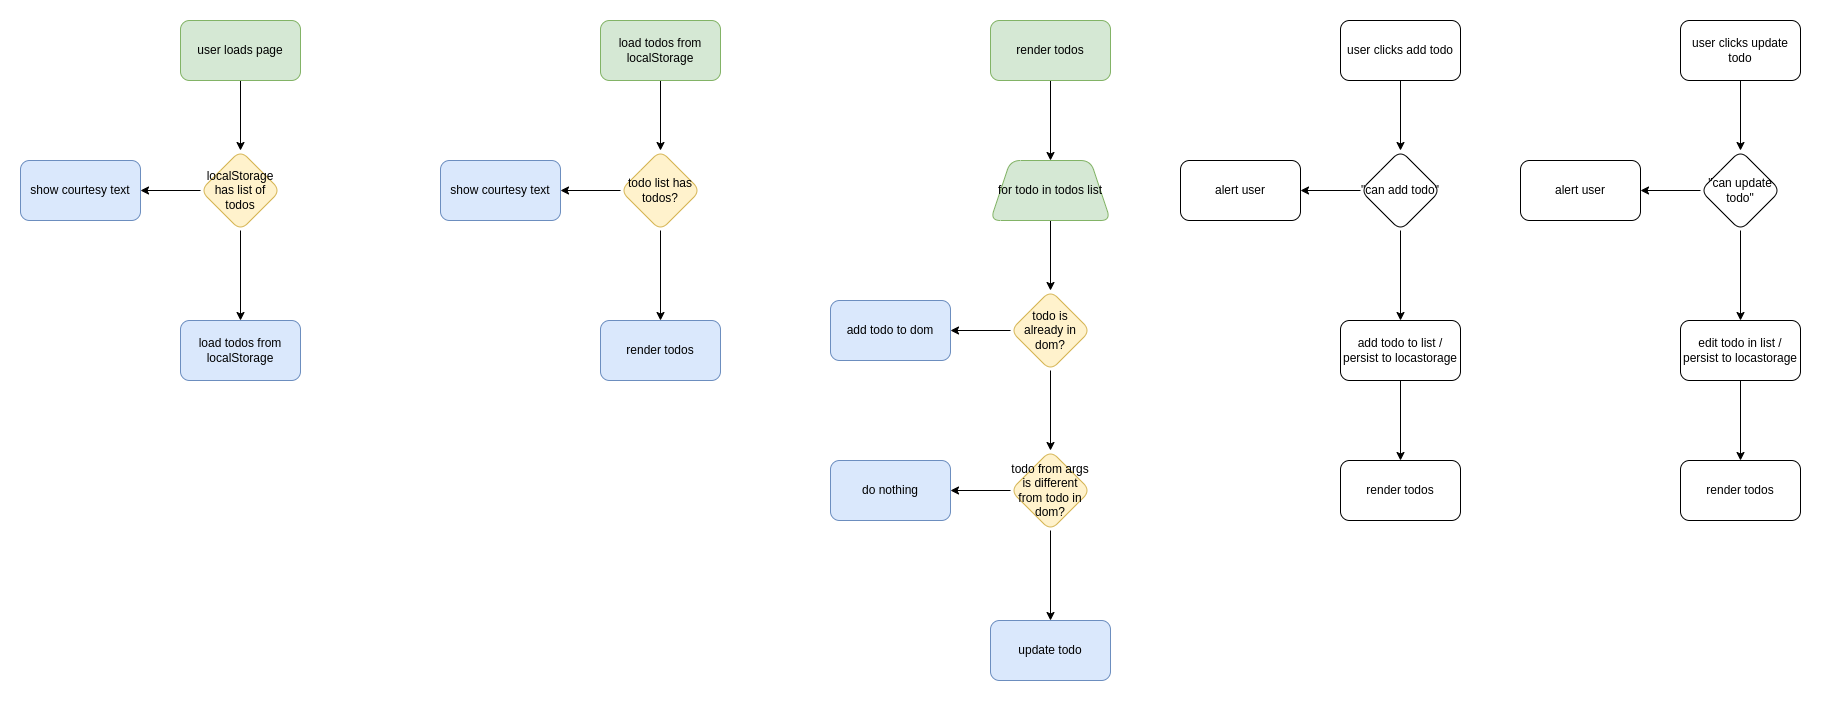 user loads page
localStorage
has list of
todos
show courtesy text
load todos from
localStorage
load todos from
localStorage
todo list has
todos?
show courtesy text
render todos
render todos
for todo in todos list
todo is
already in
dom?
add todo to dom
todo from args
is different
from todo in
dom?
do nothing
update todo
user clicks add todo
"can add todo"
alert user
add todo to list /
persist to locastorage
render todos
user clicks update
todo
"can update
todo"
alert user
edit todo in list /
persist to locastorage
render todos